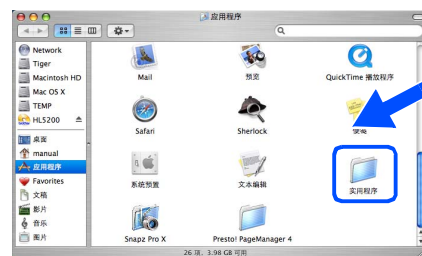 应用程序
Network
Tiger
Macintosh HD
Mac OS X
TEMP
HL5200
桌面
manual
应用程序
Favorites
文稿
影片
音乐
图片
Mail
预览
QuickTime 播放程序
Safari
Sherlock
便笺
系统预置
文本编辑
实用程序
Snapz Pro X
Presto! PageManager 4
26 项，3.98 GB 可用